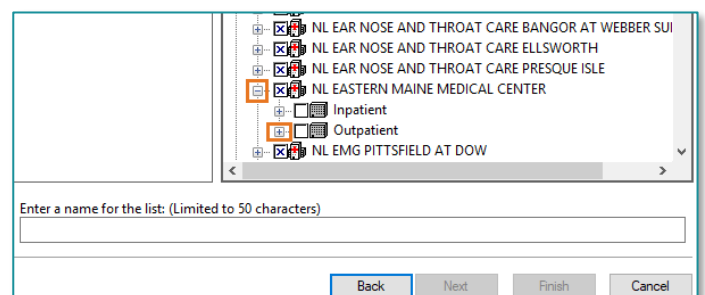 NL EAR NOSE AND THROAT CARE BANGOR AT WEBBER SUI
NL EAR NOSE AND THROAT CARE ELLSWORTH
NL EAR NOSE AND THROAT CARE PRESQUE ISLE
NL EASTERN MAINE MEDICAL CENTER
Inpatient
Outpatient
NL EMG PITTSFIELD AT DOW
Enter a name for the list: (Limited to 50 characters)
Back Next Finish Cancel